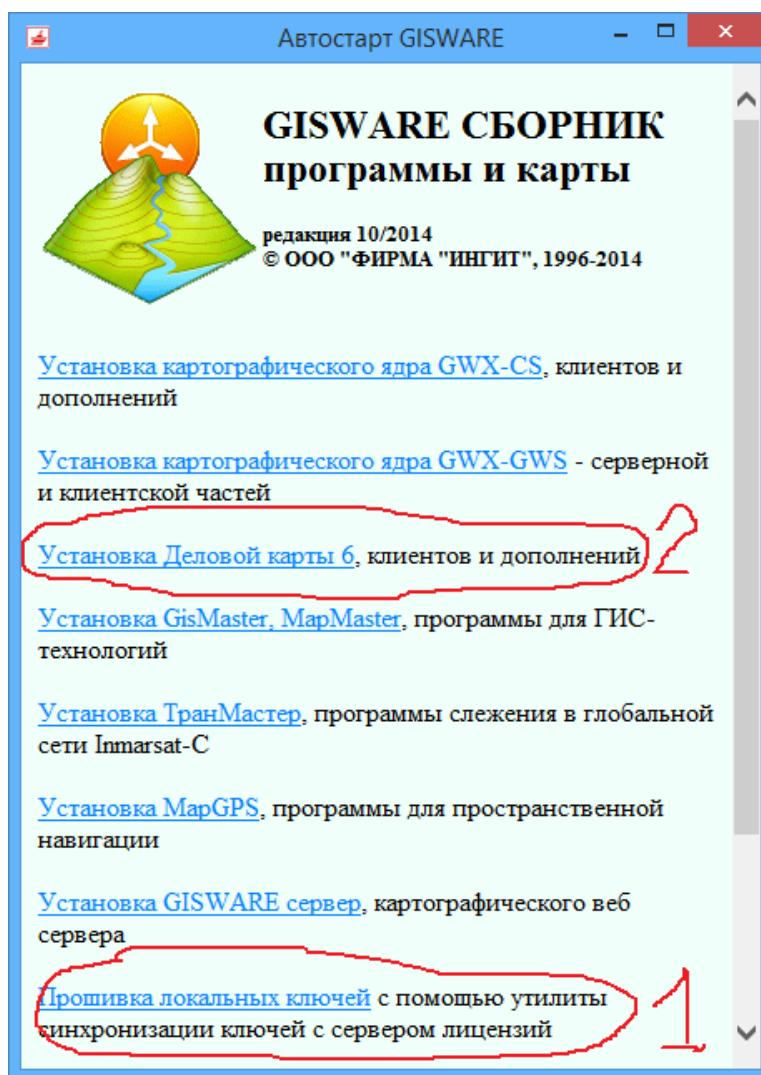 Автостарт GISWARE
GISWARE СБОРНИК
программы и карты
редакция 10/2014
© ООО "ФИРМА "ИНГИТ", 1996-2014
Установка картографического ядра GWX-CS, клиентов и
дополнений
Установка картографического ядра GWX-GWS - серверной
и клиентской частей
Установка Деловой карты 6, клиентов и дополнений
2
Установка GisMaster, MapMaster, программы для ГИС-
технологий
Установка ТранМастер, программы слежения в глобальной
сети Inmarsat-C
Установка MapGPS, программы для пространственной
навигации
Установка GISWARE сервер, картографического веб
сервера
Прошивка локальных ключей с помощью утилиты
синхронизации ключей с сервером лицензий
1